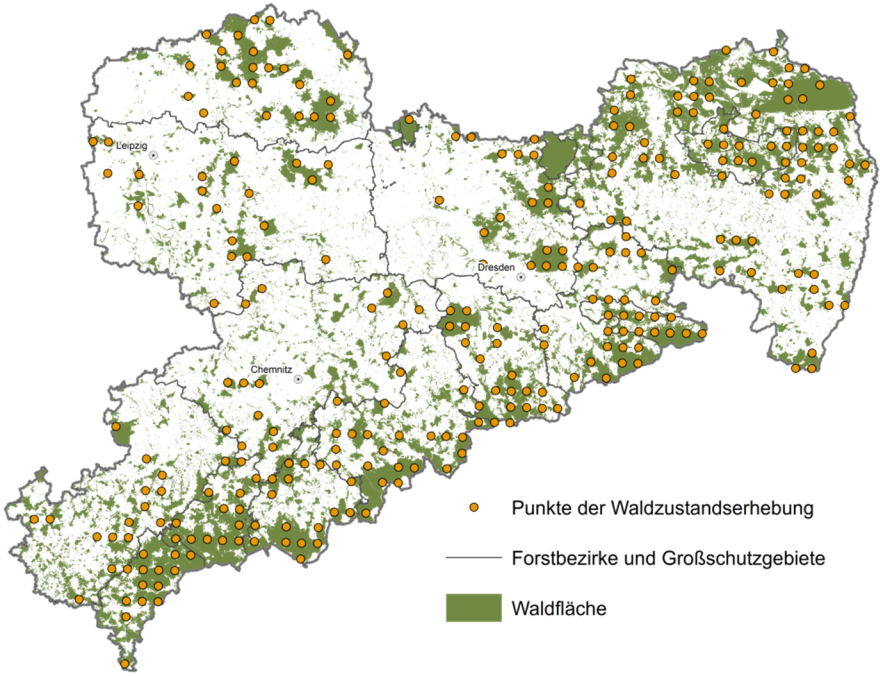 Leipzig
Dresden
Chemnitz
Punkte der Waldzustandserhebung
Forstbezirke und Großschutzgebiete
Waldfläche